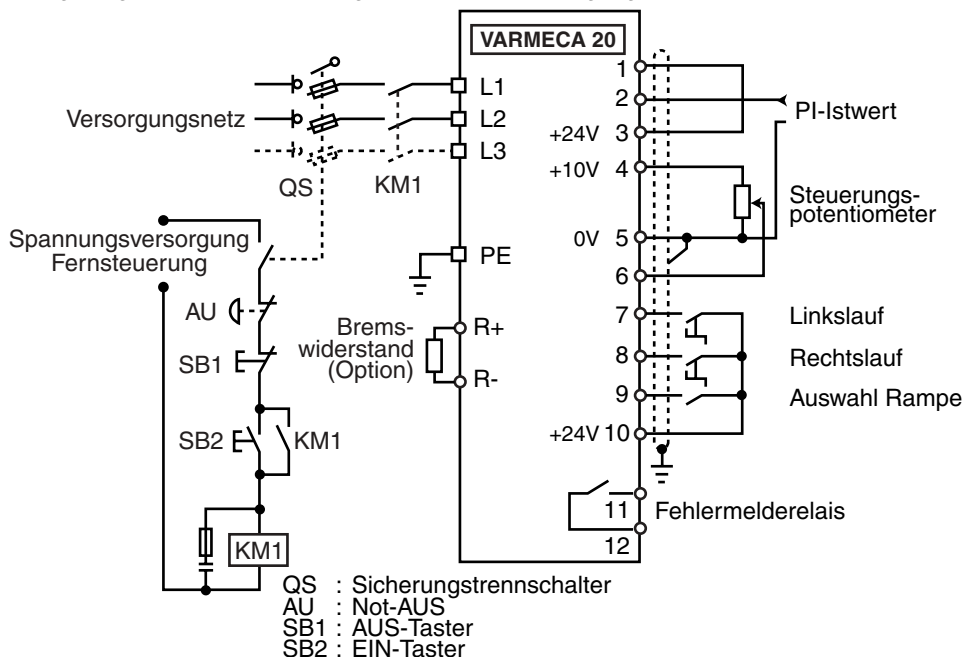 VARMECA 20
L1
L2
L3
Versorgungsnetz
QS
KM1
Spannungsversorgung
Fernsteuerung
AU
SB1
SB2
KM1
KM1
PE
Brems-
widerstand
(Option)
R+
R-
1
2
+24V 3
+10V 4
0V 5
6
7
8
9
+24V 10
11
12
PI-Istwert
Steuerungs-
potentiometer
Linkslauf
Rechtslauf
Auswahl Rampe
Fehlermelderelais
QS : Sicherungstrennschalter
AU : Not-AUS
SB1 : AUS-Taster
SB2 : EIN-Taster